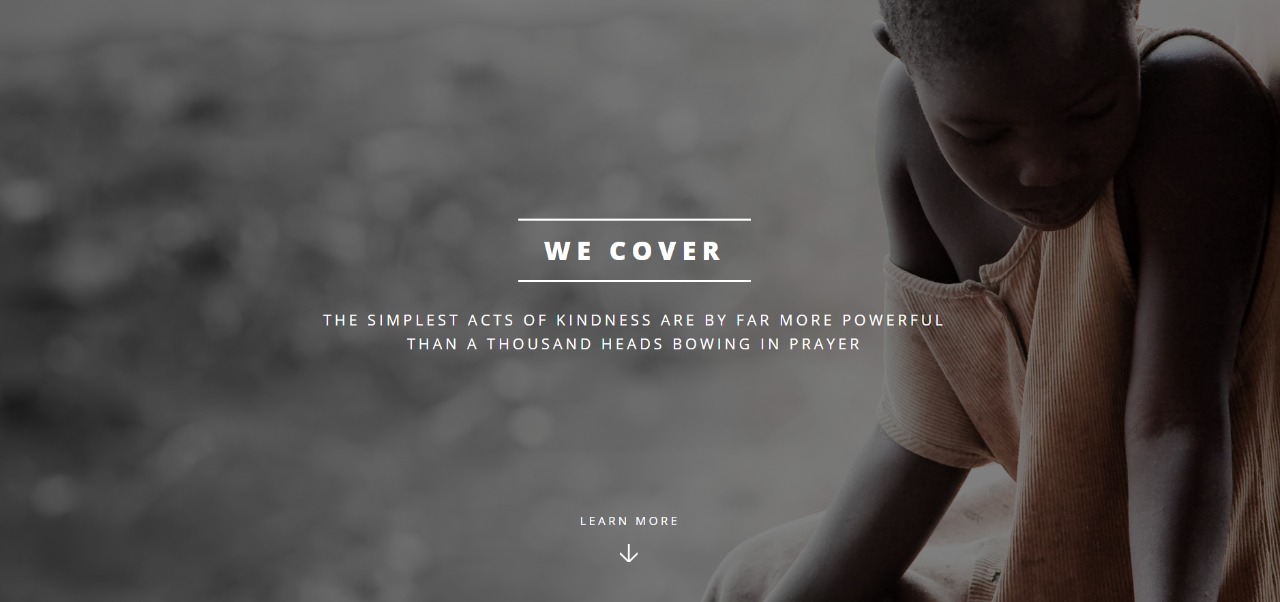 WE COVER
THE SIMPLEST ACTS OF KINDNESS ARE BY FAR MORE POWERFUL
THAN A THOUSAND HEADS BOWING IN PRAYER
LEARN MORE